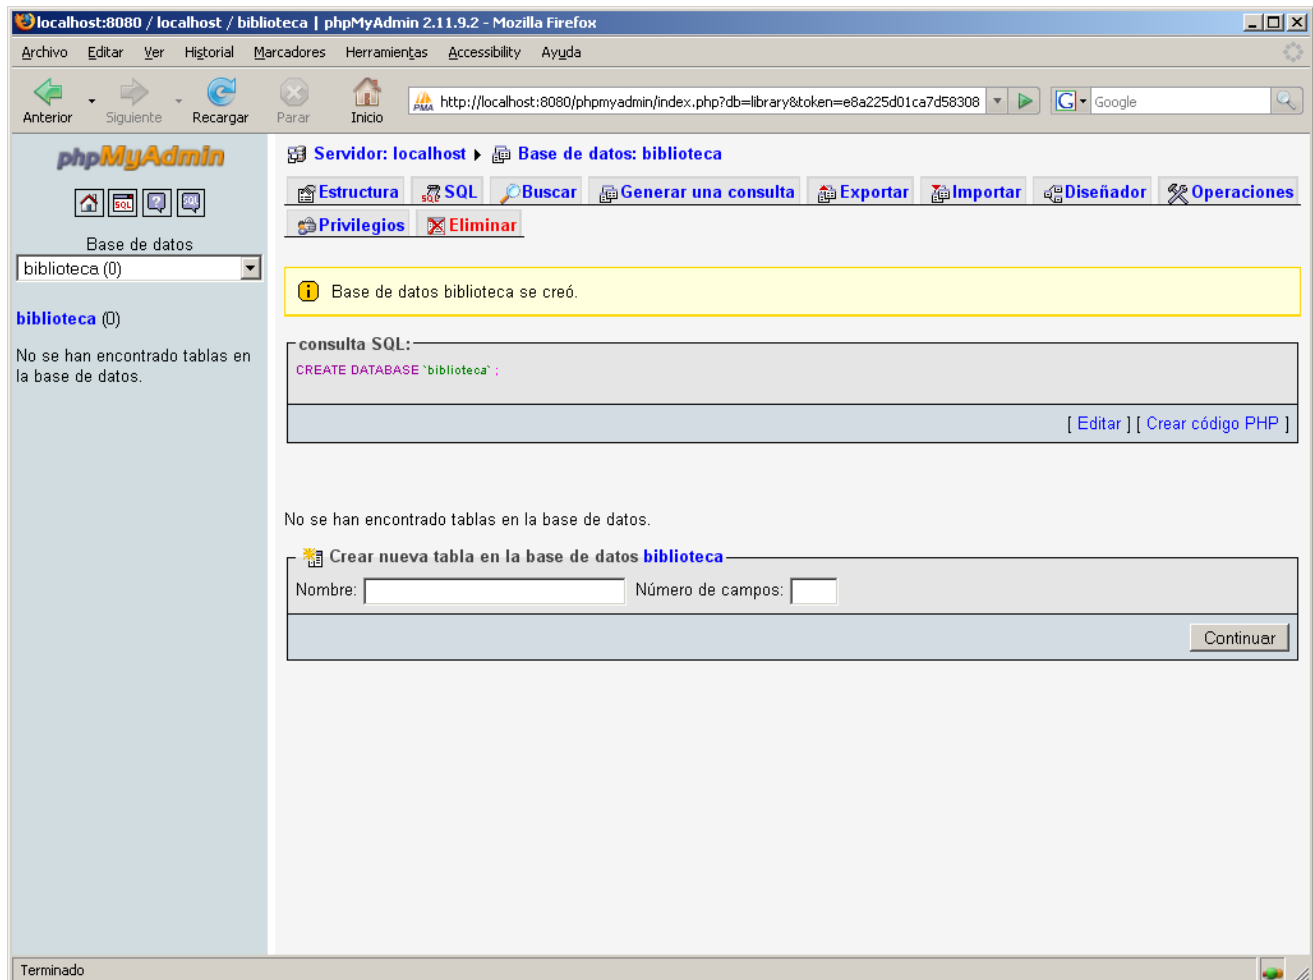 localhost:8080 / localhost / biblioteca | phpMyAdmin 2.11.9.2 - Mozilla Firefox
Archivo Editar Ver Historial Marcadores Herramientas Accessibility Ayuda
PMA http://localhost:8080/phpmyadmin/index.php?db=library&token=e8a225d01ca7d58308 G Google
Anterior Siguiente Recargar Parar Inicio
phpMyAdmin
SQL ? SQL
Base de datos
biblioteca (0)
biblioteca (0)
No se han encontrado tablas en
la base de datos.
Servidor: localhost Base de datos: biblioteca
Estructura SQL Buscar Generar una consulta Exportar Importar Diseñador Operaciones
Privilegios Eliminar
Base de datos biblioteca se creó.
consulta SQL:
CREATE DATABASE `biblioteca` ;
[ Editar ] [ Crear código PHP ]
No se han encontrado tablas en la base de datos.
Crear nueva tabla en la base de datos biblioteca
Nombre: Número de campos:
Continuar
Terminado